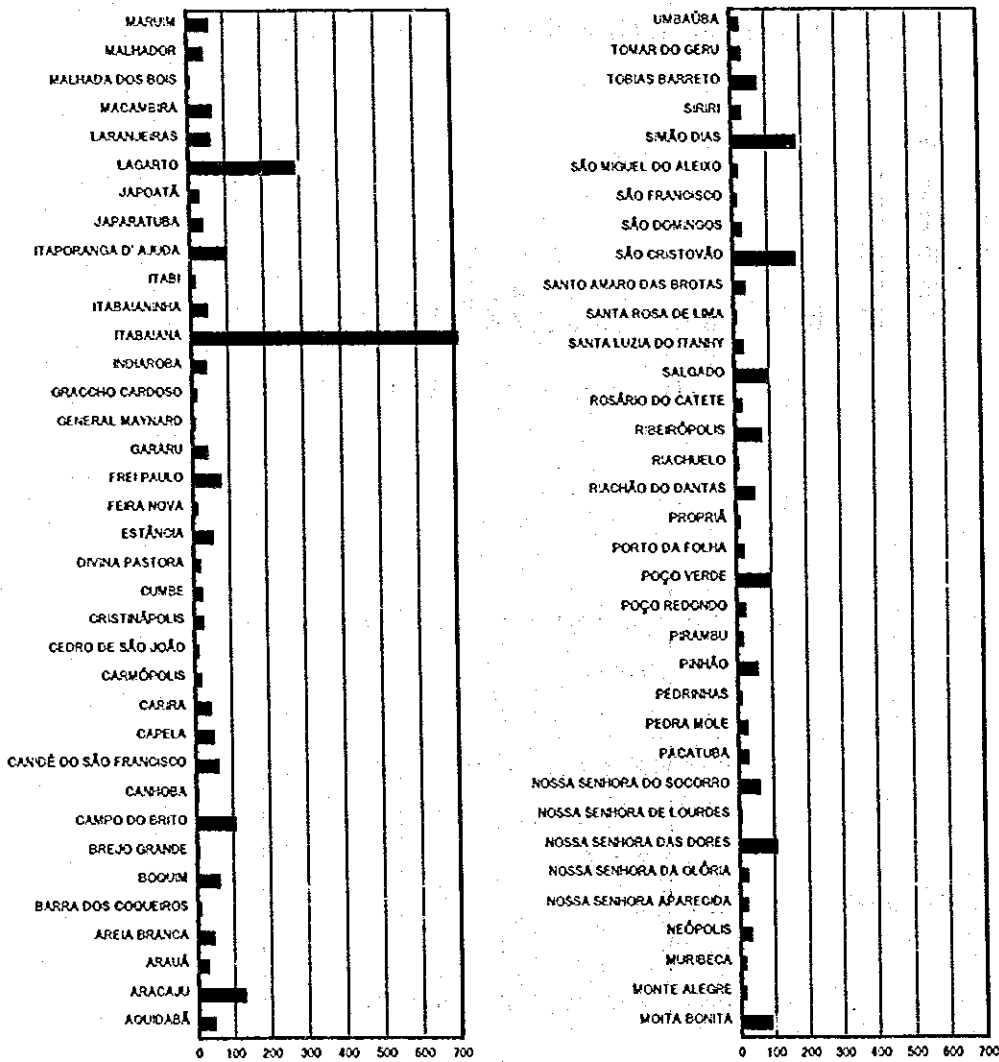 MARUIM
MALHADOR
MALHADA DOS BOIS
MACAMBIRA
LARANJEIRAS
LAGARTO
JAPOATÃ
JAPARATUBA
ITAPORANGA D' AJUDA
ITABI
ITABAIANINHA
ITABAIANA
INDIAROBA
GRACCHO CARDOSO
GENERAL MAYNARD
GARARU
FREI PAULO
FEIRA NOVA
ESTÂNCIA
DIVINA PASTORA
CUMBE
CRISTINÁPOLIS
CEDRO DE SÃO JOÃO
CARMÓPOLIS
CARIRA
CAPELA
CANIDÊ DO SÃO FRANCISCO
CANHOBA
CAMPO DO BRITO
BREJO GRANDE
BOQUIM
BARRA DOS COQUEIROS
AREIA BRANCA
ARAUÁ
ARACAJU
AQUIDABÃ
0 100 200 300 400 500 600 700
UMBAÚBA
TOMAR DO GERU
TOBIAS BARRETO
SIRIRI
SIMÃO DIAS
SÃO MIGUEL DO ALEIXO
SÃO FRANCISCO
SÃO DOMINGOS
SÃO CRISTOVÃO
SANTO AMARO DAS BROTAS
SANTA ROSA DE LIMA
SANTA LUZIA DO ITANHY
SALGADO
ROSÁRIO DO CATETE
RIBEIRÓPOLIS
RIACHUELO
RIACHÃO DO DANTAS
PROPRIÁ
PORTO DA FOLHA
POÇO VERDE
POÇO REDONDO
PIRAMBU
PINHÃO
PEDRINHAS
PEDRA MOLE
PACATUBA
NOSSA SENHORA DO SOCORRO
NOSSA SENHORA DE LOURDES
NOSSA SENHORA DAS DORES
NOSSA SENHORA DA GLÓRIA
NOSSA SENHORA APARECIDA
NEÓPOLIS
MURIBECA
MONTE ALEGRE
MOITA BONITA
0 100 200 300 400 500 600 700